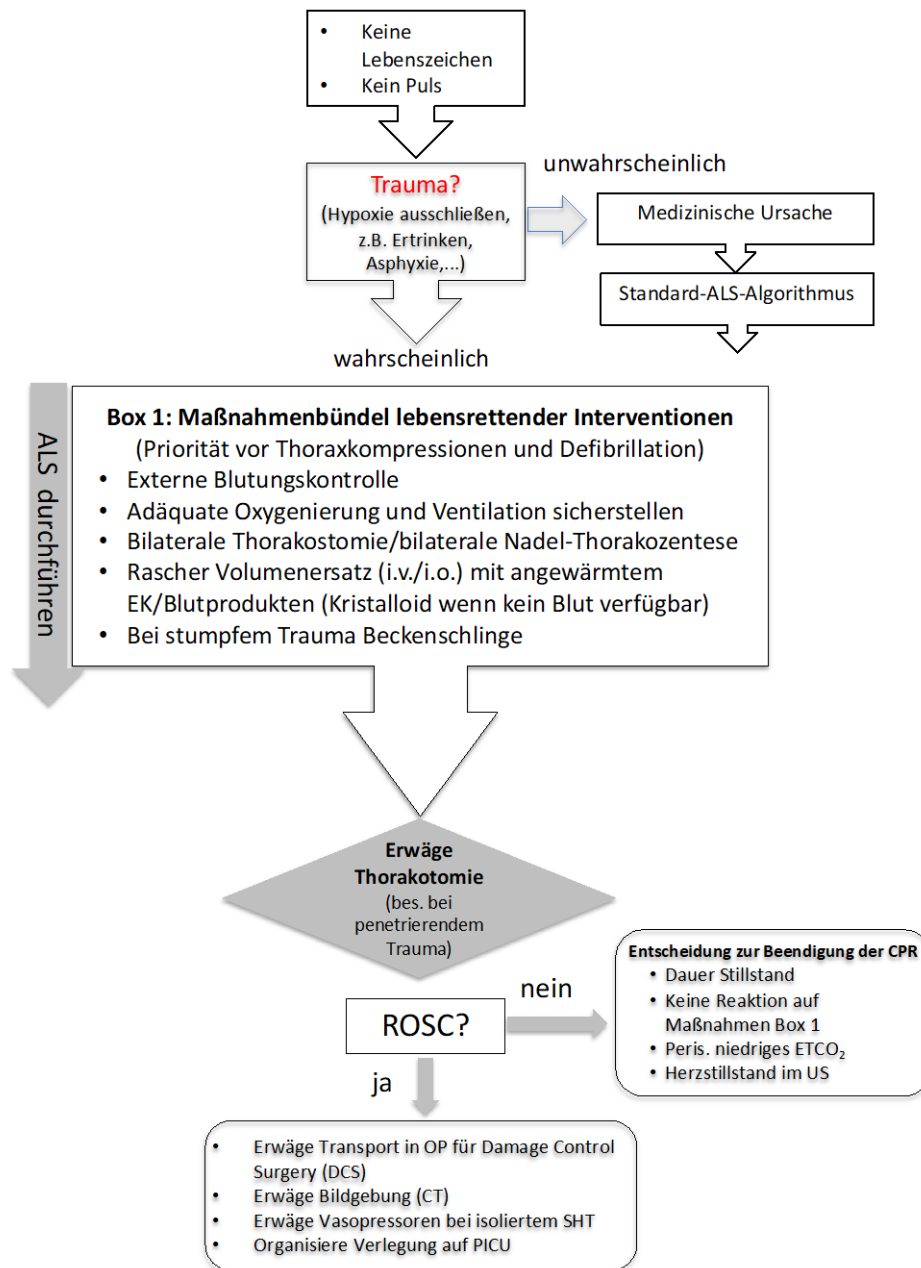 • Keine
Lebenszeichen
• Kein Puls
unwahrscheinlich
Trauma?
(Hypoxie ausschließen,
z.B. Ertrinken,
Asphyxie,...)
Medizinische Ursache
Standard-ALS-Algorithmus
wahrscheinlich
ALS durchführen
Box 1: Maßnahmenbündel lebensrettender Interventionen
(Priorität vor Thoraxkompressionen und Defibrillation)
• Externe Blutungskontrolle
• Adäquate Oxygenierung und Ventilation sicherstellen
• Bilaterale Thorakostomie/bilaterale Nadel-Thorakozentese
• Rascher Volumenersatz (i.v./i.o.) mit angewärmtem
EK/Blutprodukten (Kristalloid wenn kein Blut verfügbar)
• Bei stumpfem Trauma Beckenschlinge
Erwäge
Thorakotomie
(bes. bei
penetrierendem
Trauma)
ROSC?
nein
Entscheidung zur Beendigung der CPR
• Dauer Stillstand
• Keine Reaktion auf
Maßnahmen Box 1
• Peris. niedriges ETCO₂
• Herzstillstand im US
ja
• Erwäge Transport in OP für Damage Control
Surgery (DCS)
• Erwäge Bildgebung (CT)
• Erwäge Vasopressoren bei isoliertem SHT
• Organisiere Verlegung auf PICU